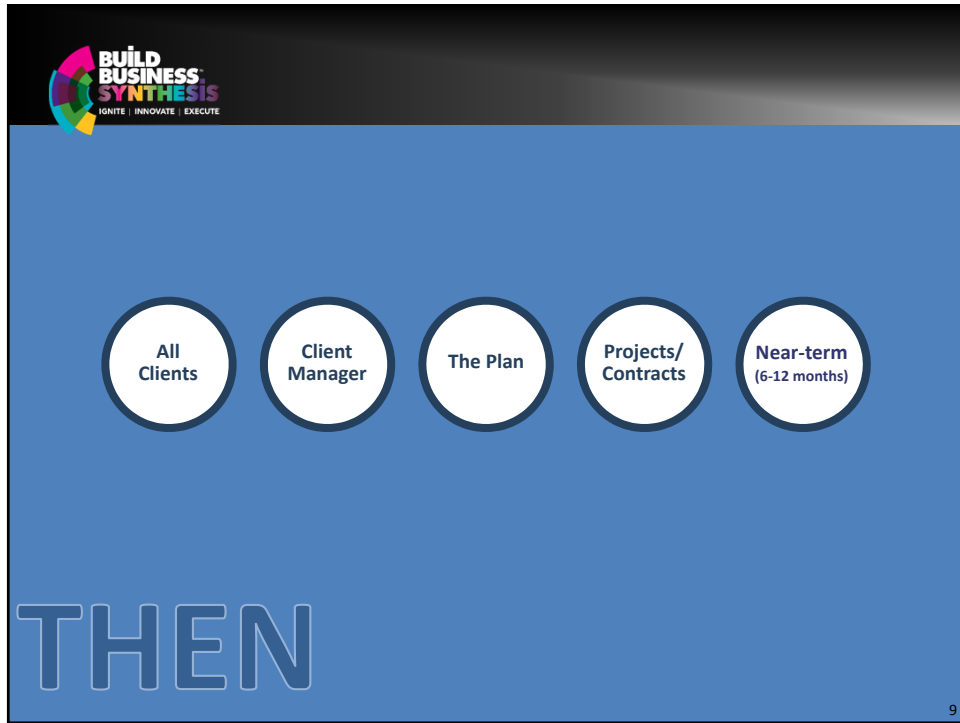 BUiLD
BUSINESS™
SYNTHESiS
IGNITE | INNOVATE | EXECUTE
All
Clients
Client
Manager
The Plan
Projects/
Contracts
Near-term
(6-12 months)
THEN
9